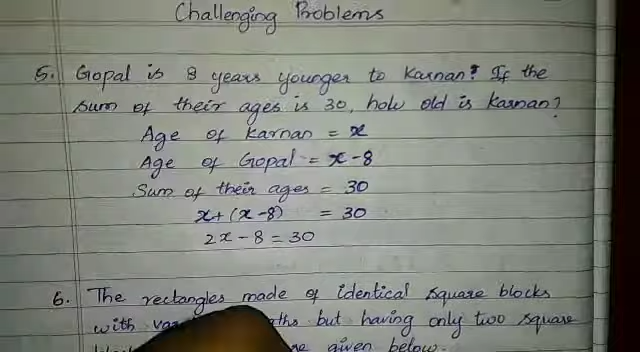 Challenging Problems
5. Gopal is 8 years younger to Karnan? If the
sum of their ages is 30, how old is Karnan?
Age of Karnan = x
Age of Gopal = x-8
Sum of their ages = 30
x+(x-8) = 30
2x-8=30
6. The rectangles made of identical square blocks
with but having only two square
given below.